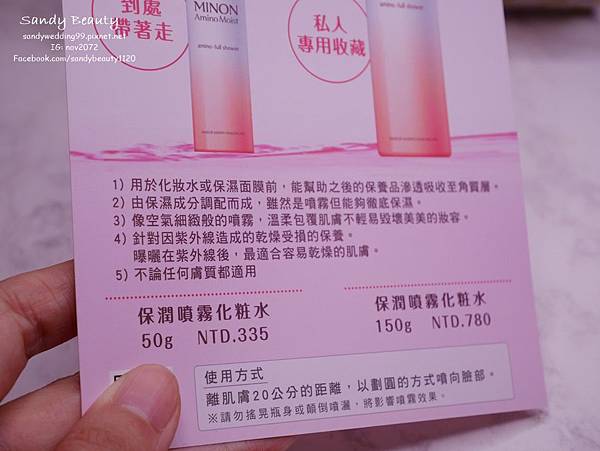 Sandy Beauty
sandywedding99.pixnet.net
IG: nov2072
Facebook.com/sandybeauty1120
到處
帶著走
MINON
Amino Moist
amino-full shower
私人
專用收藏
amino-full shower
1) 用於化妝水或保濕面膜前，能幫助之後的保養品滲透吸收至角質層。
2) 由保濕成分調配而成，雖然是噴霧但能夠徹底保濕。
3) 像空氣細緻般的噴霧，溫柔包覆肌膚不輕易毀壞美美的妝容。
4) 針對因紫外線造成的乾燥受損的保養。
曝曬在紫外線後，最適合容易乾燥的肌膚。
5) 不論任何膚質都適用
保潤噴霧化粧水
50g NTD.335
保潤噴霧化粧水
150g NTD.780
使用方式
離肌膚20公分的距離，以劃圓的方式噴向臉部。
※請勿搖晃瓶身或顛倒噴灑，將影響噴霧效果。